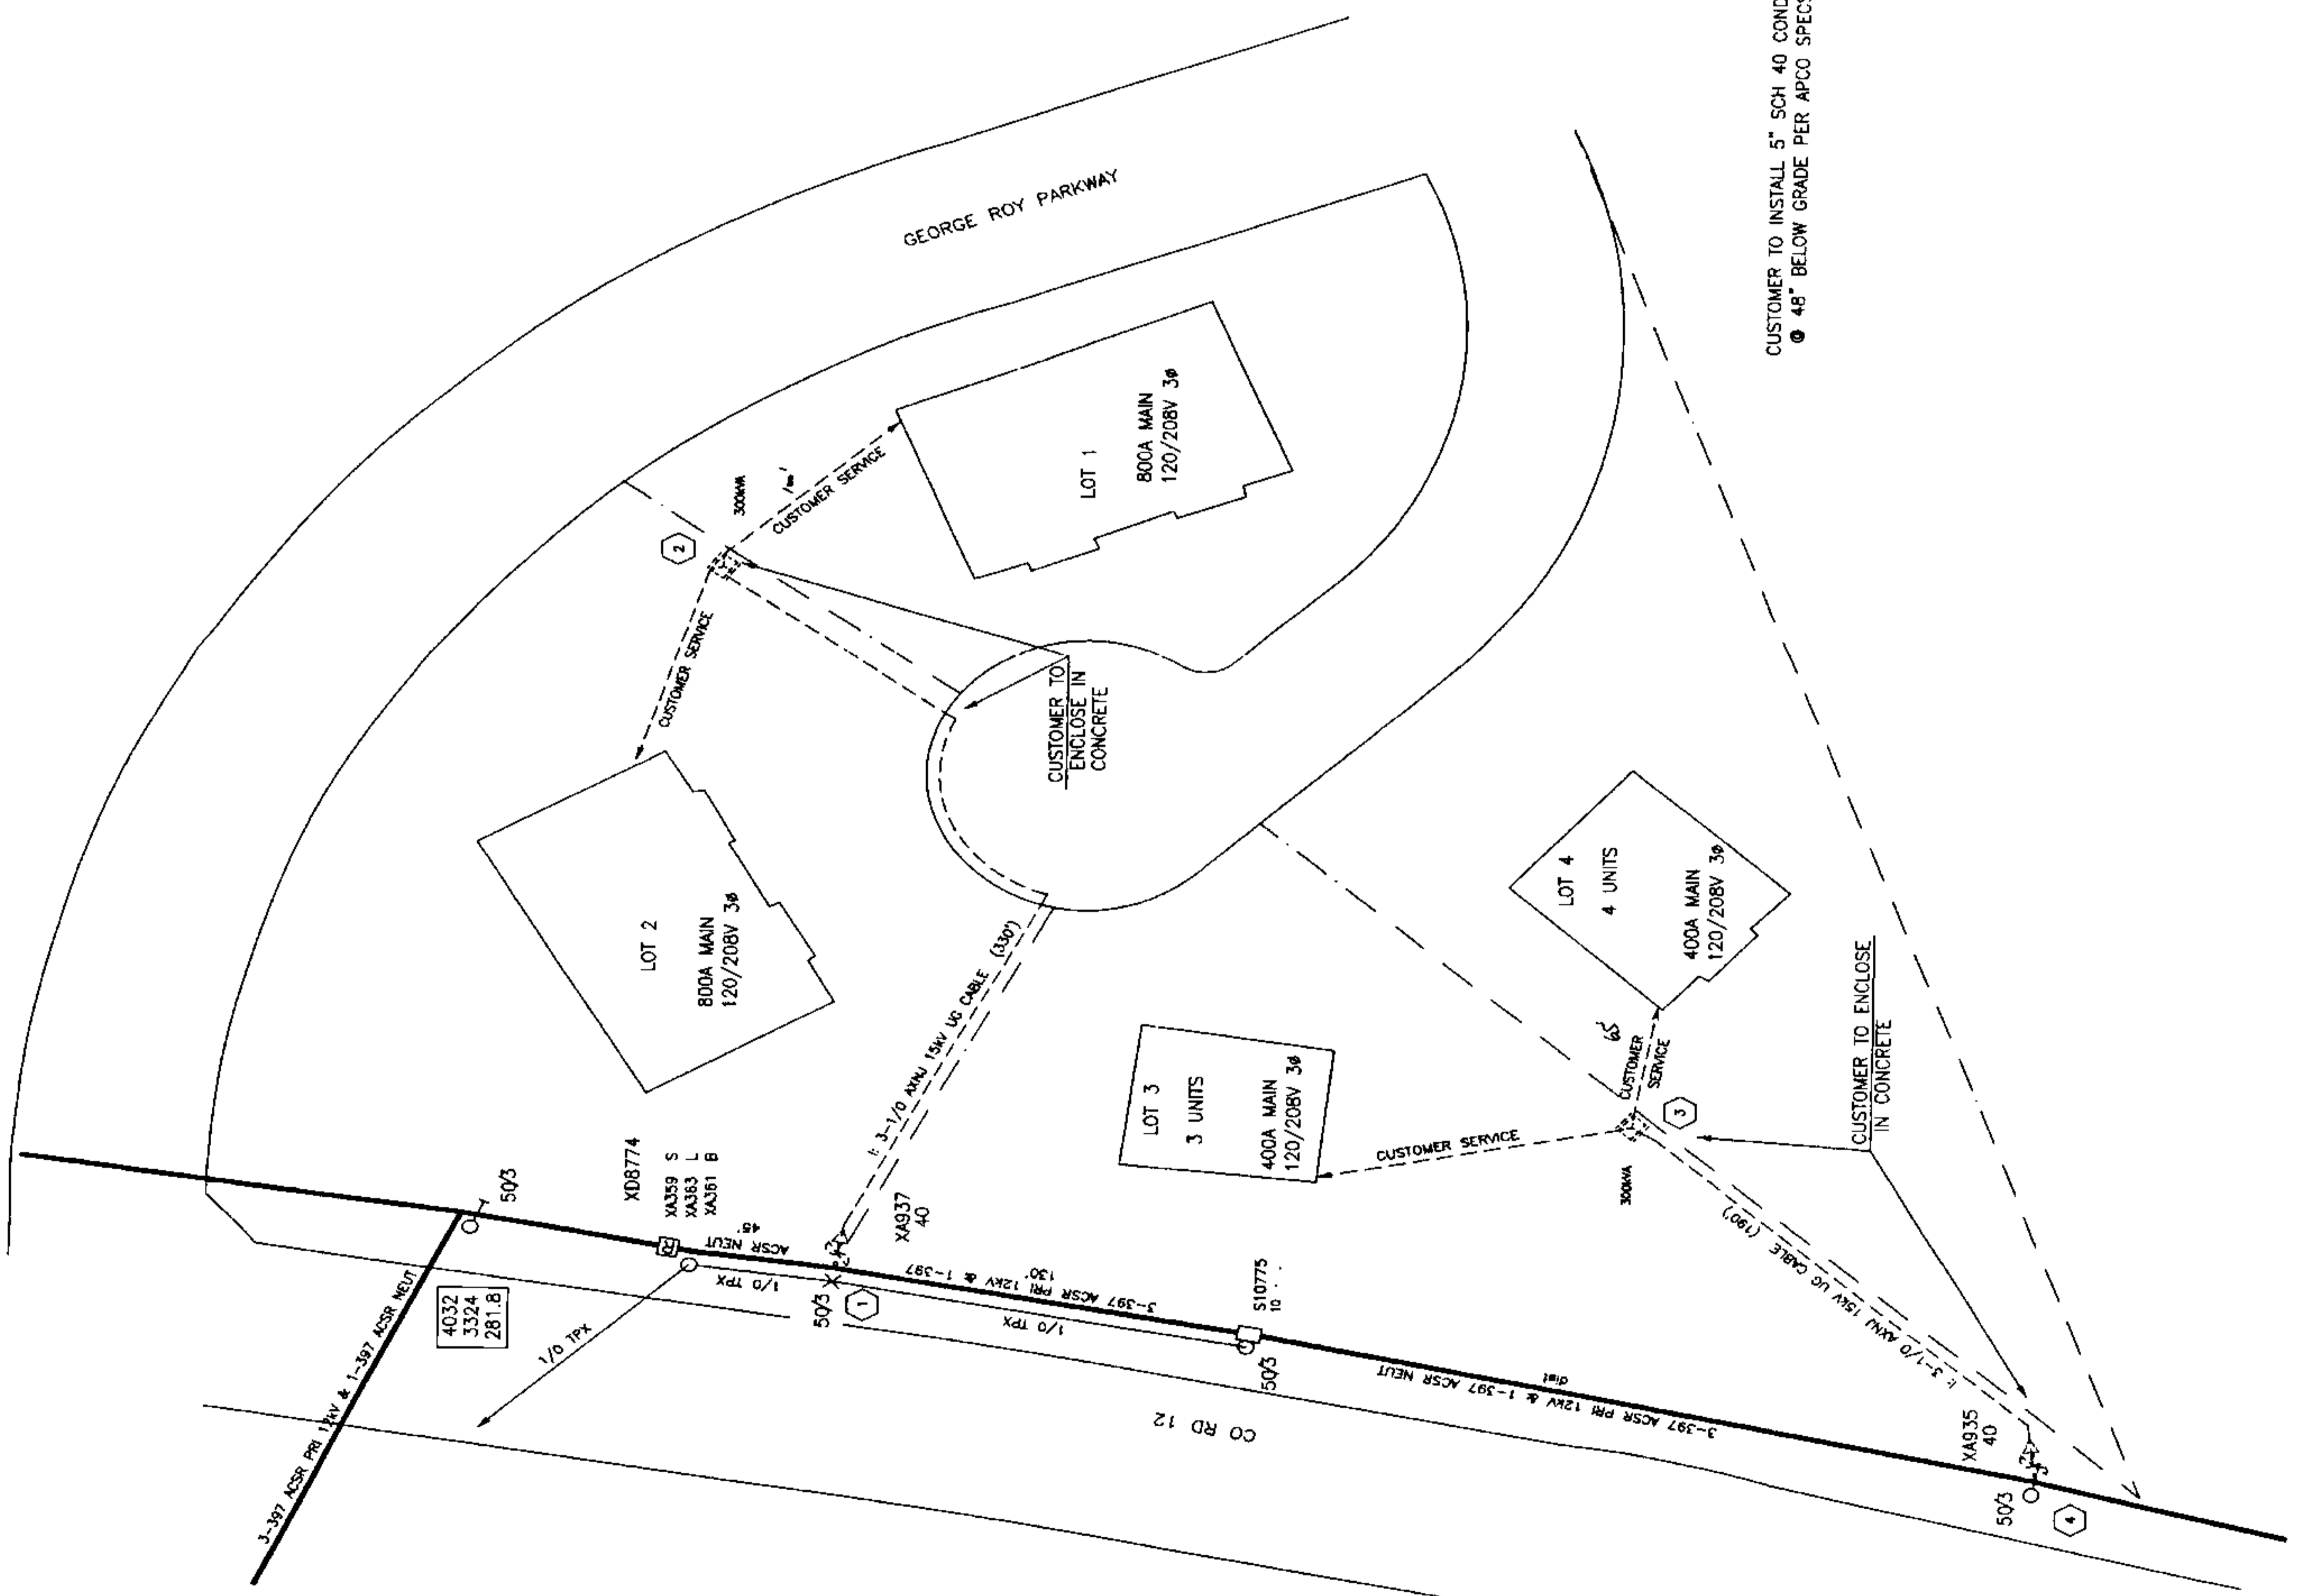 CUSTOMER TO INSTALL 5" SCH 40 COND
@ 48" BELOW GRADE PER APCO SPECS
GEORGE ROY PARKWAY
2
300kVA
CUSTOMER SERVICE
LOT 1
800A MAIN
120/208V 3ø
CUSTOMER SERVICE
CUSTOMER TO
ENCLOSE IN
CONCRETE
LOT 2
800A MAIN
120/208V 3ø
I: 3-1/0 AXNJ 15kV UG CABLE (330')
LOT 3
3 UNITS
400A MAIN
120/208V 3ø
LOT 4
4 UNITS
400A MAIN
120/208V 3ø
65'
CUSTOMER
SERVICE
CUSTOMER SERVICE
3
300kVA
CUSTOMER TO ENCLOSE
IN CONCRETE
I: 3-1/0 AXNJ 15kV UG CABLE (190')
50/3
XD8774
XA359 S
XA363 L
XA361 B
R
45'
ACSR NEUT
XA937
40
3-397 ACSR PRI 12kV & 1-397
130'
1/0 TPX
1/0 TPX
1/0 TPX
50/3
1
4032
3324
281.8
3-397 ACSR PRI 12kV & 1-397 ACSR NEUT
S10775
10
50/3
3-397 ACSR PRI 12kV & 1-397 ACSR NEUT
dist
CO RD 12
XA935
40
50/3
4